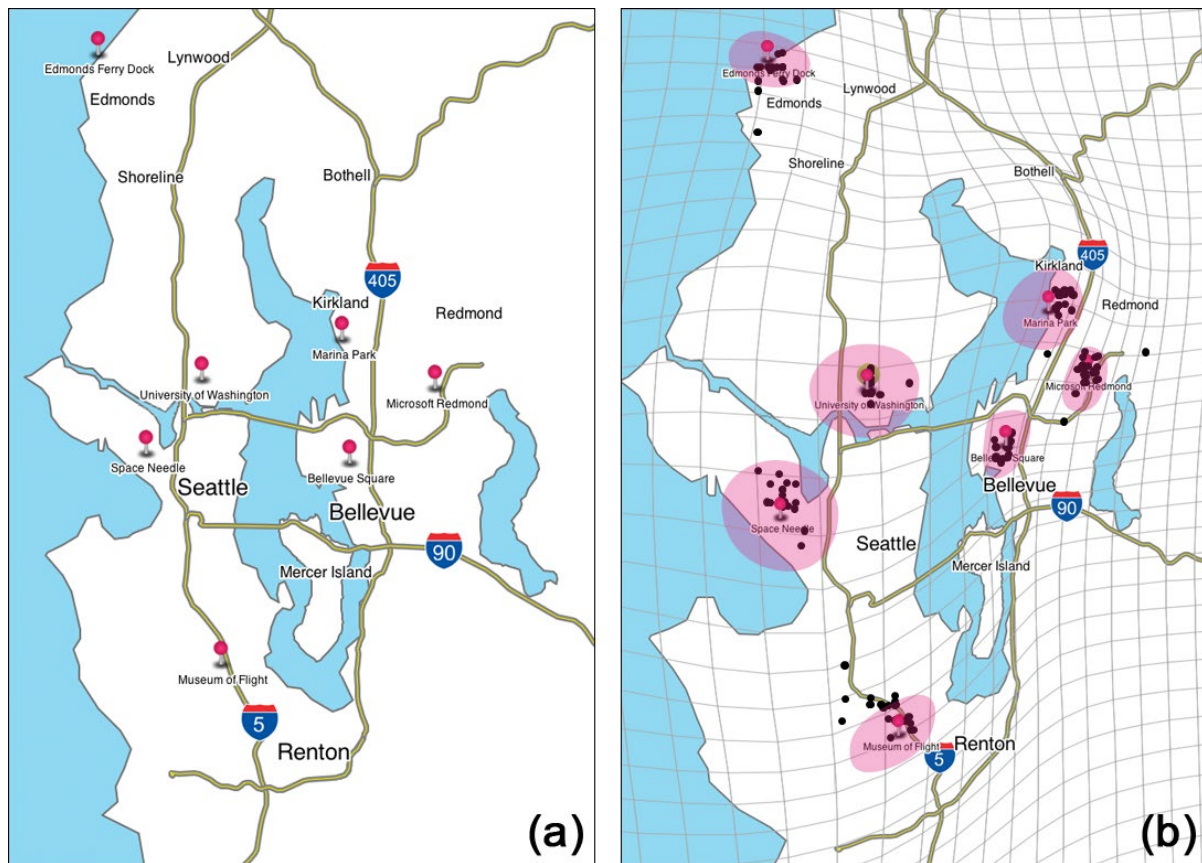 Edmonds Ferry Dock
Lynwood
Edmonds
Shoreline
Bothell
405
Kirkland
Redmond
Marina Park
University of Washington
Microsoft Redmond
Space Needle
Bellevue Square
Seattle
Bellevue
90
Mercer Island
Museum of Flight
5
Renton
(a)
Edmonds Ferry Dock
Lynwood
Edmonds
Shoreline
Bothell
405
Kirkland
Redmond
Marina Park
Microsoft Redmond
University of Washington
Bellevue Square
Bellevue
90
Space Needle
Seattle
Mercer Island
Museum of Flight
Renton
5
(b)